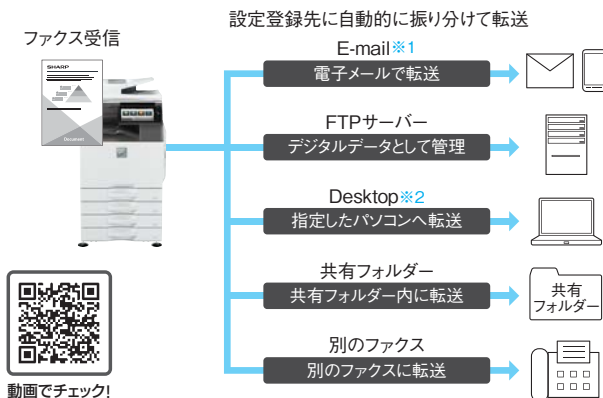 設定登録先に自動的に振り分けて転送
ファクス受信
SHARP
Document
E-mail※1
電子メールで転送
FTPサーバー
デジタルデータとして管理
Desktop※2
指定したパソコンへ転送
共有フォルダー
共有フォルダー内に転送
共有
フォルダー
別のファクス
別のファクスに転送
動画でチェック!